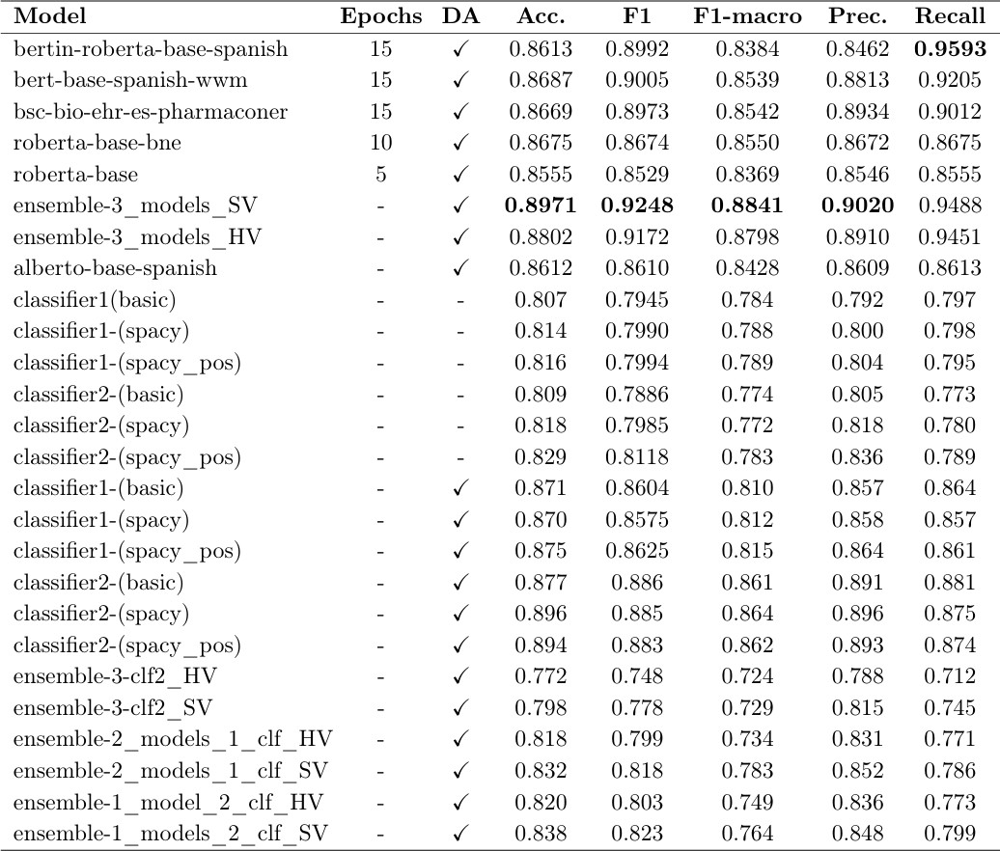 Model Epochs DA Acc. F1 F1-macro Prec. Recall
bertin-roberta-base-spanish 15 ✓ 0.8613 0.8992 0.8384 0.8462 0.9593
bert-base-spanish-wwm 15 ✓ 0.8687 0.9005 0.8539 0.8813 0.9205
bsc-bio-ehr-es-pharmaconer 15 ✓ 0.8669 0.8973 0.8542 0.8934 0.9012
roberta-base-bne 10 ✓ 0.8675 0.8674 0.8550 0.8672 0.8675
roberta-base 5 ✓ 0.8555 0.8529 0.8369 0.8546 0.8555
ensemble-3_models_SV - ✓ 0.8971 0.9248 0.8841 0.9020 0.9488
ensemble-3_models_HV - ✓ 0.8802 0.9172 0.8798 0.8910 0.9451
alberto-base-spanish - ✓ 0.8612 0.8610 0.8428 0.8609 0.8613
classifier1(basic) - - 0.807 0.7945 0.784 0.792 0.797
classifier1-(spacy) - - 0.814 0.7990 0.788 0.800 0.798
classifier1-(spacy_pos) - - 0.816 0.7994 0.789 0.804 0.795
classifier2-(basic) - - 0.809 0.7886 0.774 0.805 0.773
classifier2-(spacy) - - 0.818 0.7985 0.772 0.818 0.780
classifier2-(spacy_pos) - - 0.829 0.8118 0.783 0.836 0.789
classifier1-(basic) - ✓ 0.871 0.8604 0.810 0.857 0.864
classifier1-(spacy) - ✓ 0.870 0.8575 0.812 0.858 0.857
classifier1-(spacy_pos) - ✓ 0.875 0.8625 0.815 0.864 0.861
classifier2-(basic) - ✓ 0.877 0.886 0.861 0.891 0.881
classifier2-(spacy) - ✓ 0.896 0.885 0.864 0.896 0.875
classifier2-(spacy_pos) - ✓ 0.894 0.883 0.862 0.893 0.874
ensemble-3-clf2_HV - ✓ 0.772 0.748 0.724 0.788 0.712
ensemble-3-clf2_SV - ✓ 0.798 0.778 0.729 0.815 0.745
ensemble-2_models_1_clf_HV - ✓ 0.818 0.799 0.734 0.831 0.771
ensemble-2_models_1_clf_SV - ✓ 0.832 0.818 0.783 0.852 0.786
ensemble-1_model_2_clf_HV - ✓ 0.820 0.803 0.749 0.836 0.773
ensemble-1_models_2_clf_SV - ✓ 0.838 0.823 0.764 0.848 0.799